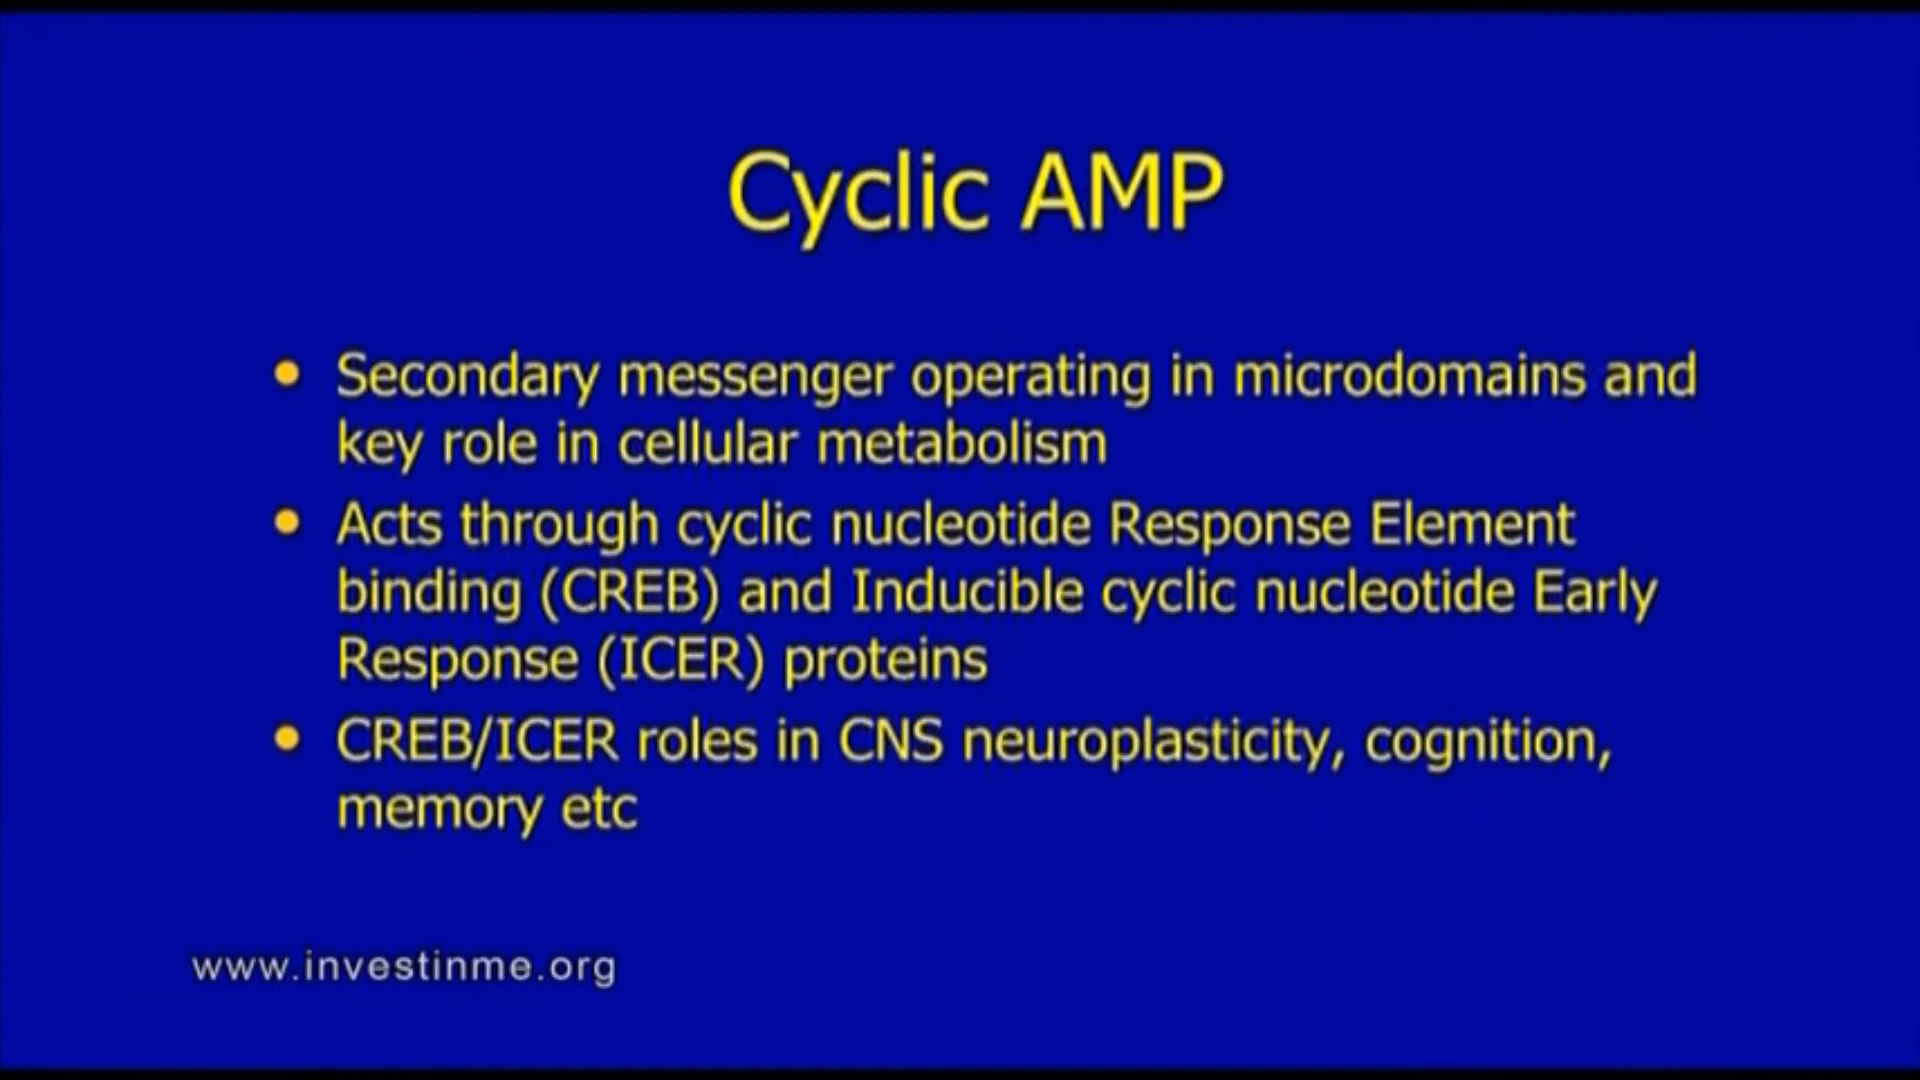 Cyclic AMP
• Secondary messenger operating in microdomains and
key role in cellular metabolism
• Acts through cyclic nucleotide Response Element
binding (CREB) and Inducible cyclic nucleotide Early
Response (ICER) proteins
• CREB/ICER roles in CNS neuroplasticity, cognition,
memory etc
www.investinme.org